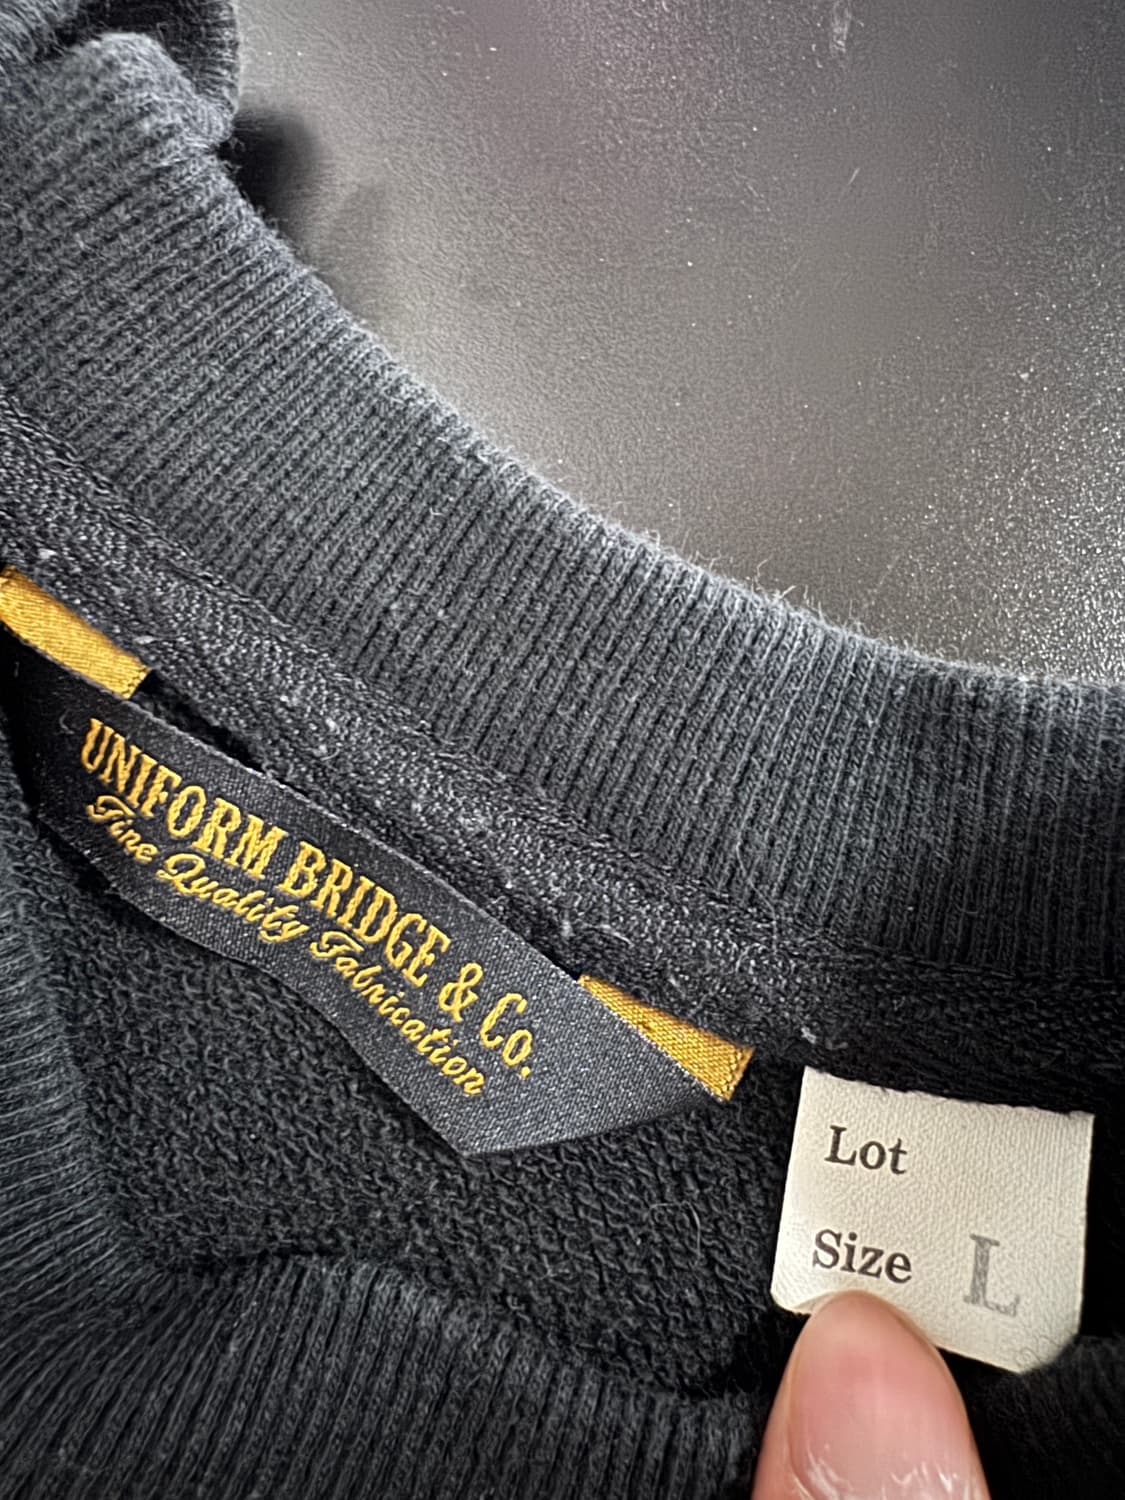 UNIFORM BRIDGE & Co.
Fine Quality Fabrication
Lot
Size L